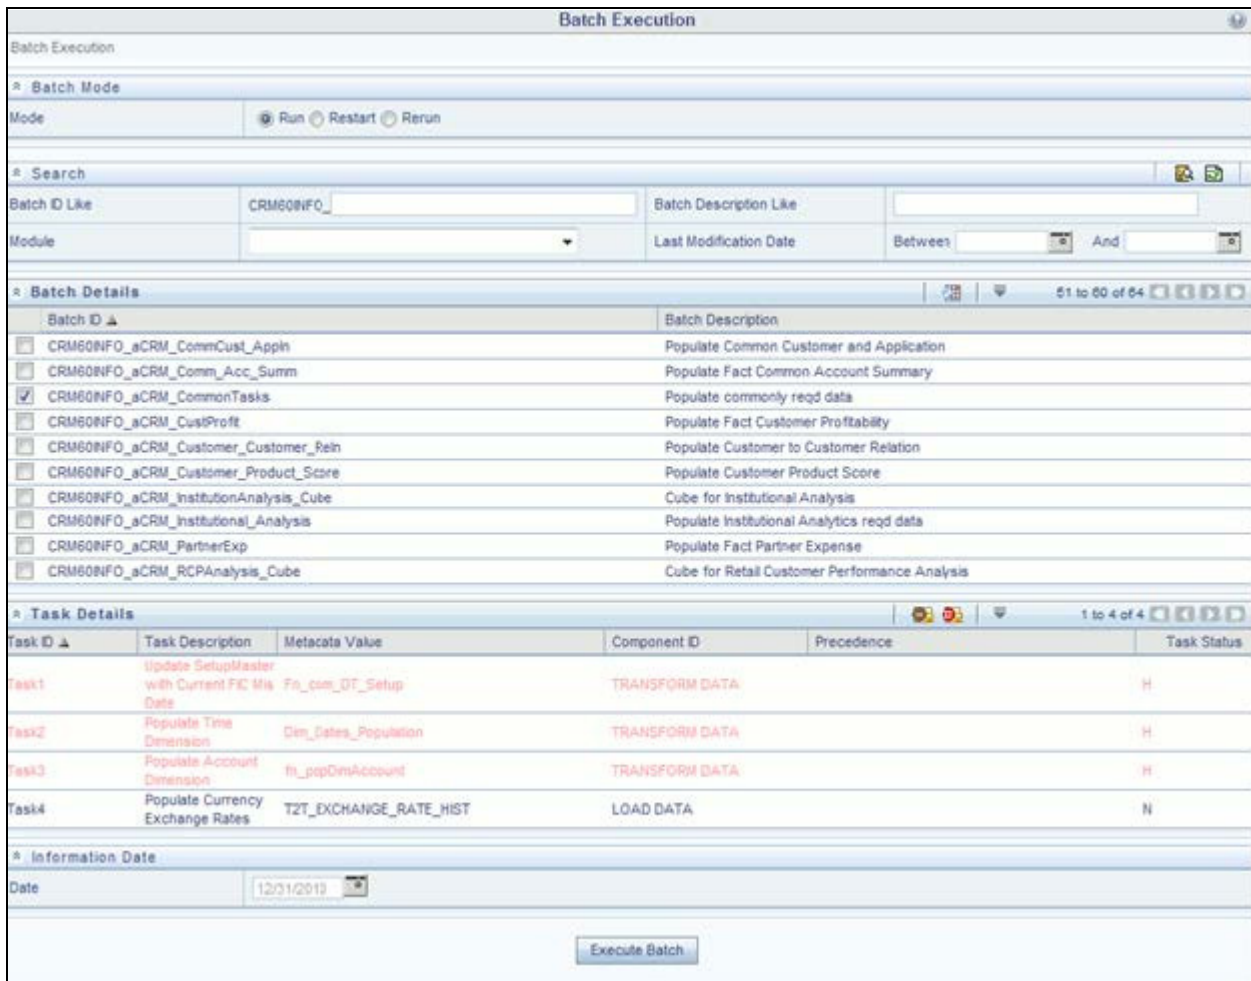 Batch Execution
Batch Execution
Batch Mode
Mode Run Restart Rerun
Search
Batch ID Like CRM60INFO_ Batch Description Like
Module Last Modification Date Between And
Batch Details 51 to 60 of 64
Batch ID Batch Description
CRM60INFO_aCRM_CommCust_Appln Populate Common Customer and Application
CRM60INFO_aCRM_Comm_Acc_Summ Populate Fact Common Account Summary
CRM60INFO_aCRM_CommonTasks Populate commonly reqd data
CRM60INFO_aCRM_CustProfit Populate Fact Customer Profitability
CRM60INFO_aCRM_Customer_Customer_Reln Populate Customer to Customer Relation
CRM60INFO_aCRM_Customer_Product_Score Populate Customer Product Score
CRM60INFO_aCRM_InstitutionAnalysis_Cube Cube for Institutional Analysis
CRM60INFO_aCRM_Institutional_Analysis Populate Institutional Analytics reqd data
CRM60INFO_aCRM_PartnerExp Populate Fact Partner Expense
CRM60INFO_aCRM_RCPAnalysis_Cube Cube for Retail Customer Performance Analysis
Task Details 1 to 4 of 4
Task ID Task Description Metacata Value Component ID Precedence Task Status
Update SetupMaster
Task1 with Current FIC Mis Fn_com_DT_Setup TRANSFORM DATA H
Date
Populate Time
Task2 Dim_Dates_Population TRANSFORM DATA H
Dimension
Populate Account
Task3 fn_popDimAccount TRANSFORM DATA H
Dimension
Populate Currency
Task4 T2T_EXCHANGE_RATE_HIST LOAD DATA N
Exchange Rates
Information Date
Date
Execute Batch